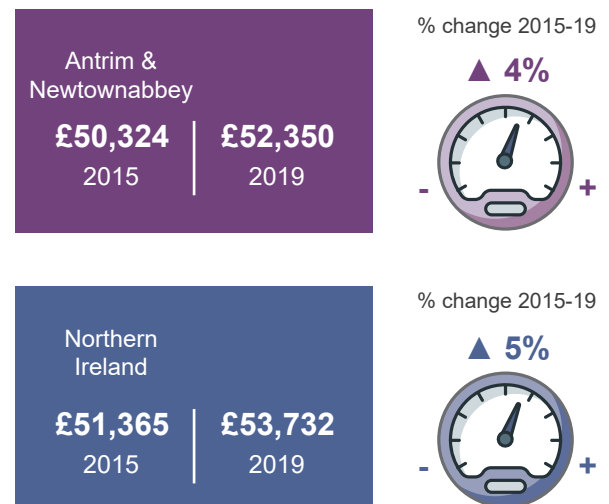 Antrim &
Newtownabbey
£50,324 £52,350
2015 2019
% change 2015-19
▲ 4%
- +
Northern
Ireland
£51,365 £53,732
2015 2019
% change 2015-19
▲ 5%
- +